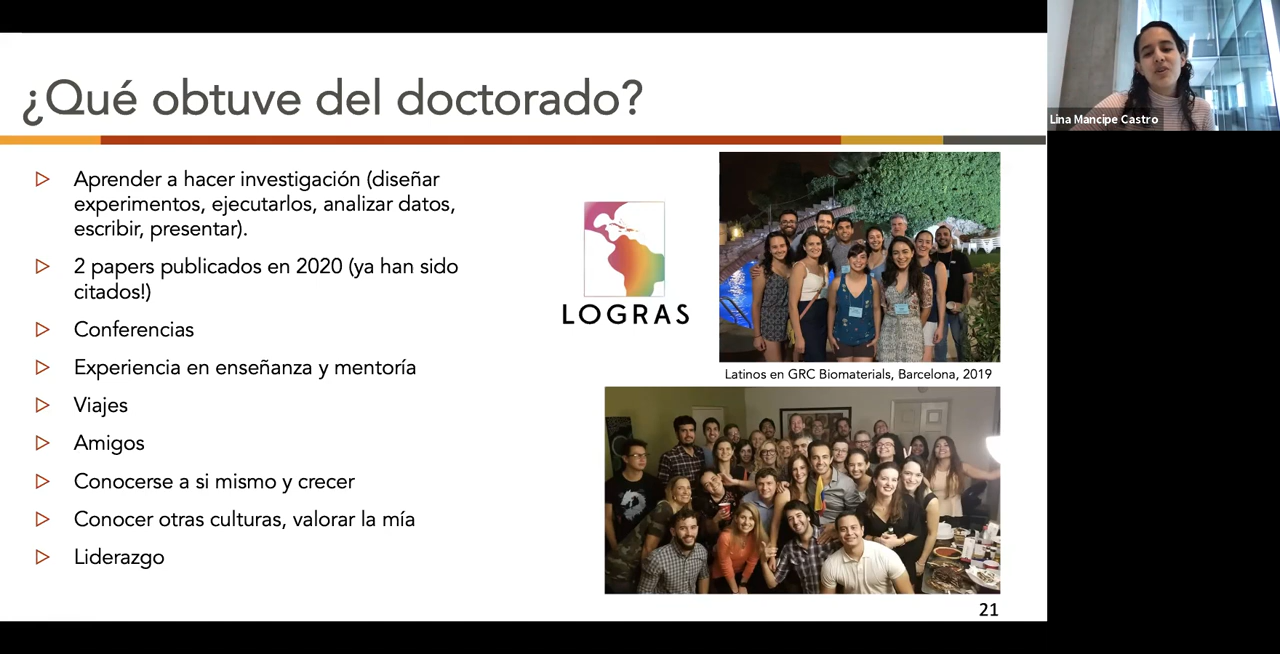 ¿Qué obtuve del doctorado?
Lina Mancipe Castro
▷ Aprender a hacer investigación (diseñar
experimentos, ejecutarlos, analizar datos,
escribir, presentar).
▷ 2 papers publicados en 2020 (ya han sido
citados!)
▷ Conferencias
▷ Experiencia en enseñanza y mentoría
▷ Viajes
▷ Amigos
▷ Conocerse a si mismo y crecer
▷ Conocer otras culturas, valorar la mía
▷ Liderazgo
LOGRAS
Latinos en GRC Biomaterials, Barcelona, 2019
21